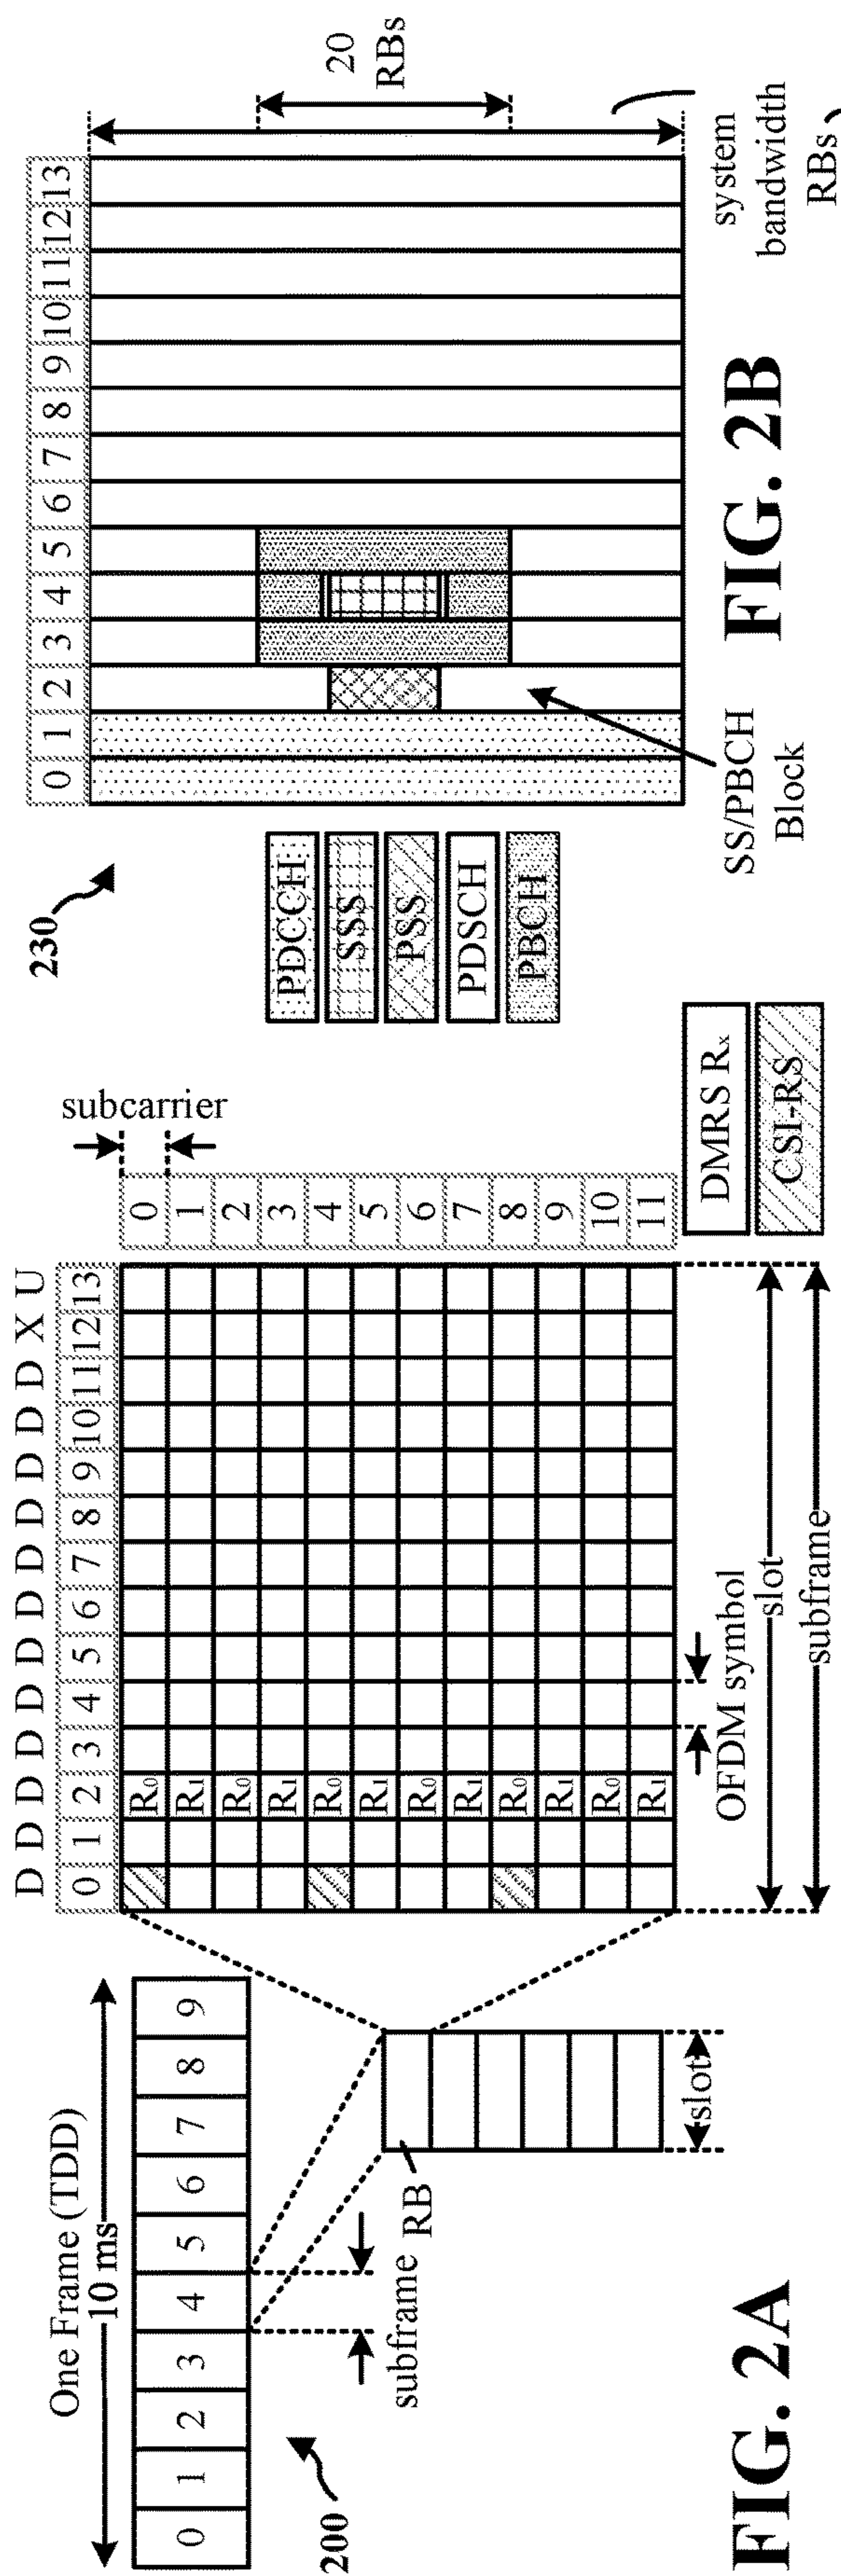 One Frame (TDD)
10 ms
0 1 2 3 4 5 6 7 8 9
subframe
RB
slot
200
FIG. 2A
D D D D D D D D D D D D X U
0 1 2 3 4 5 6 7 8 9 10 11 12 13
R0
R1
R0
R1
R0
R1
R0
R1
R0
R1
R0
R1
subcarrier
0
1
2
3
4
5
6
7
8
9
10
11
OFDM symbol
slot
subframe
DMRS Rx
CSI-RS
230
PDCCH
SSS
PSS
PDSCH
PBCH
0 1 2 3 4 5 6 7 8 9 10 11 12 13
20
RBs
SS/PBCH
Block
system
bandwidth
RBs
FIG. 2B